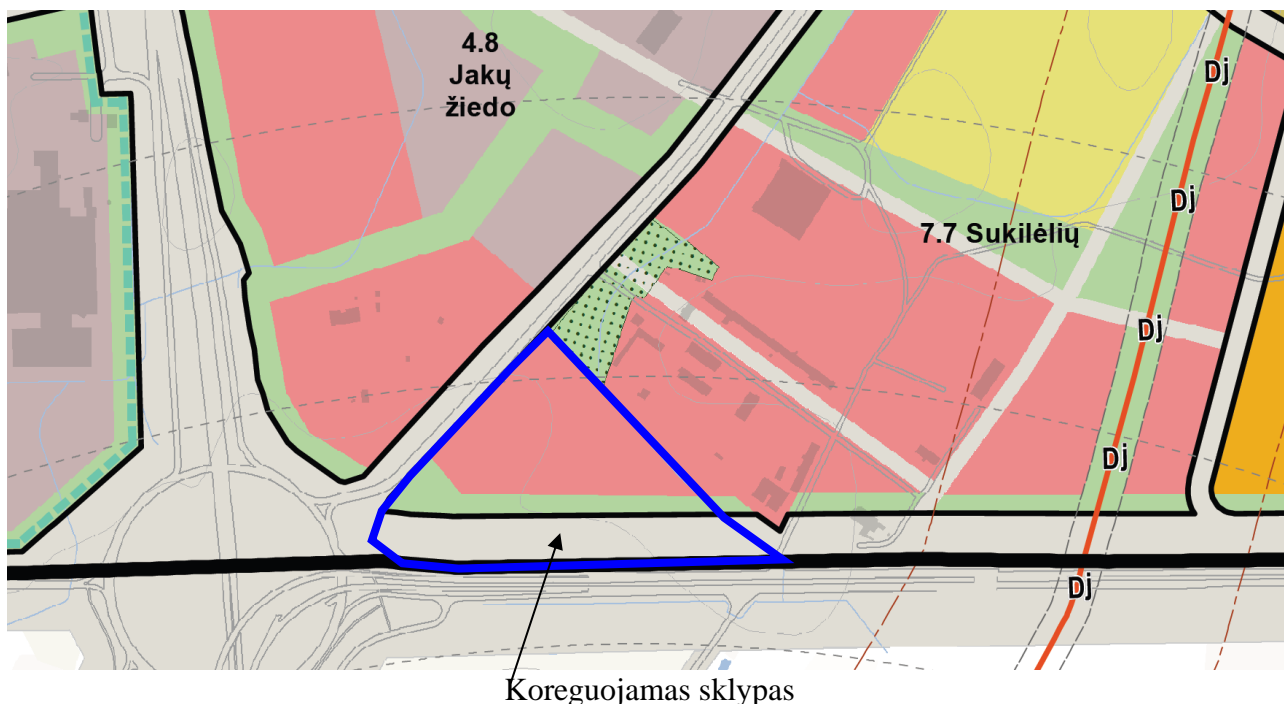 4.8
Jakų
žiedo
Dj
Dj
7.7 Sukilėlių
Dj
Dj
Dj
Koreguojamas sklypas